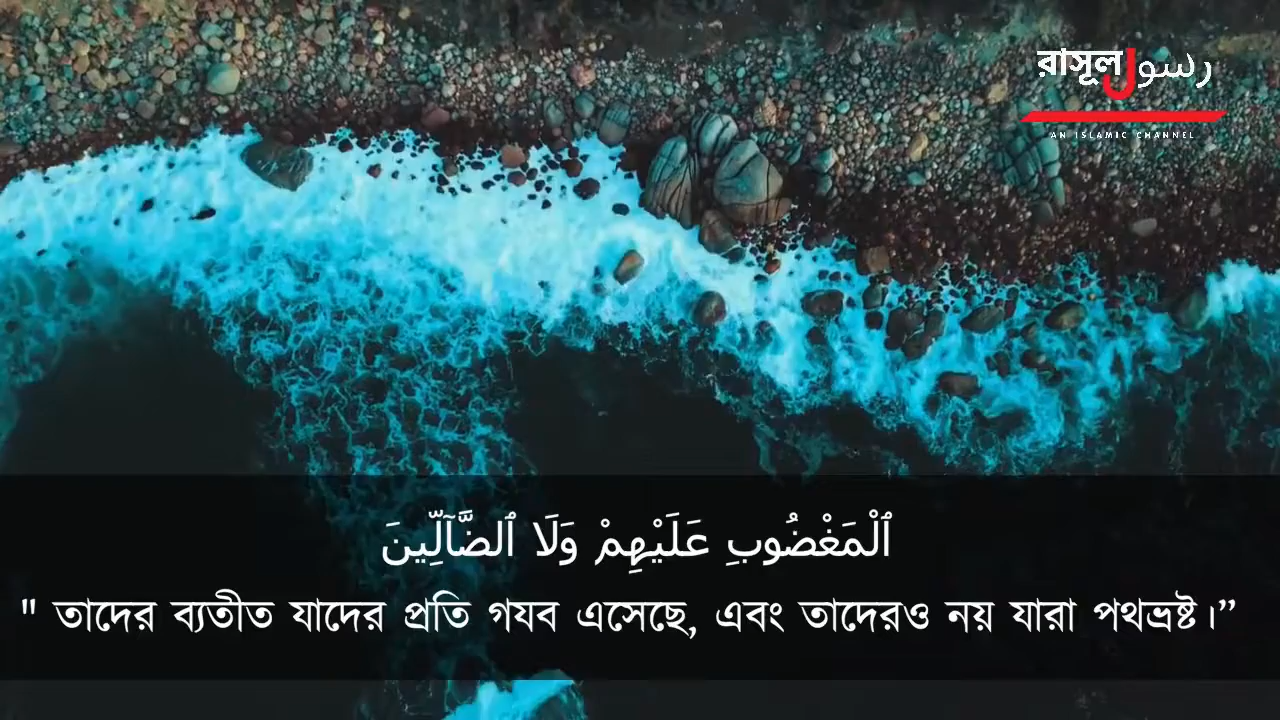 রাসূল رسول
AN ISLAMIC CHANNEL
ٱلْمَغْضُوبِ عَلَيْهِمْ وَلَا ٱلضَّآلِّينَ
" তাদের ব্যতীত যাদের প্রতি গযব এসেছে, এবং তাদেরও নয় যারা পথভ্রষ্ট।”